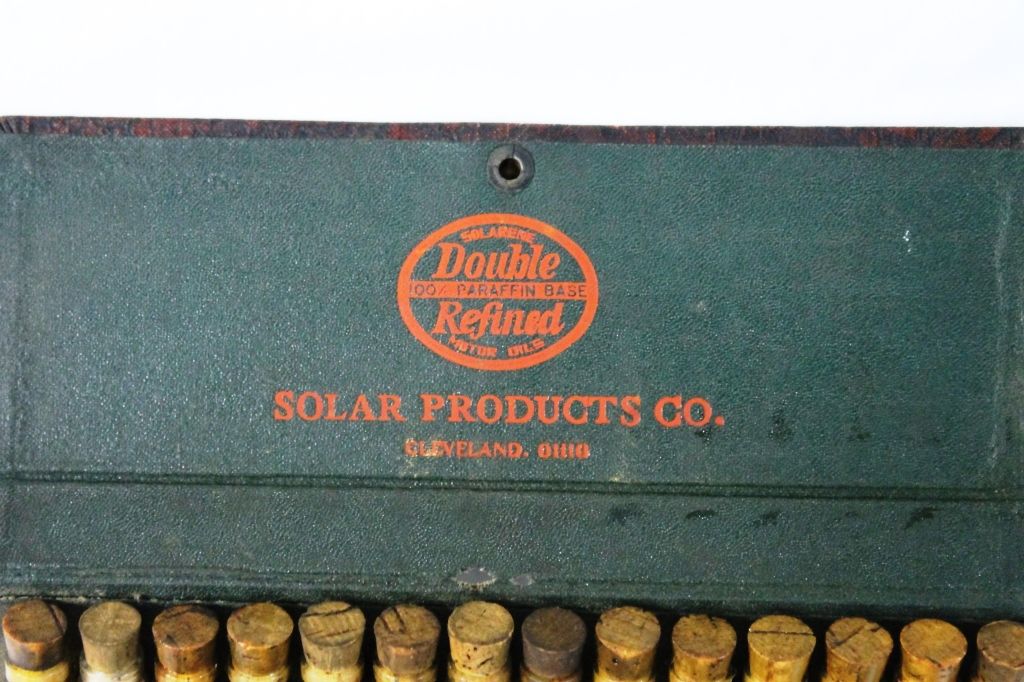 SOLARENE
Double
100% PARAFFIN BASE
Refined
MOTOR OILS
SOLAR PRODUCTS CO.
CLEVELAND, OHIO